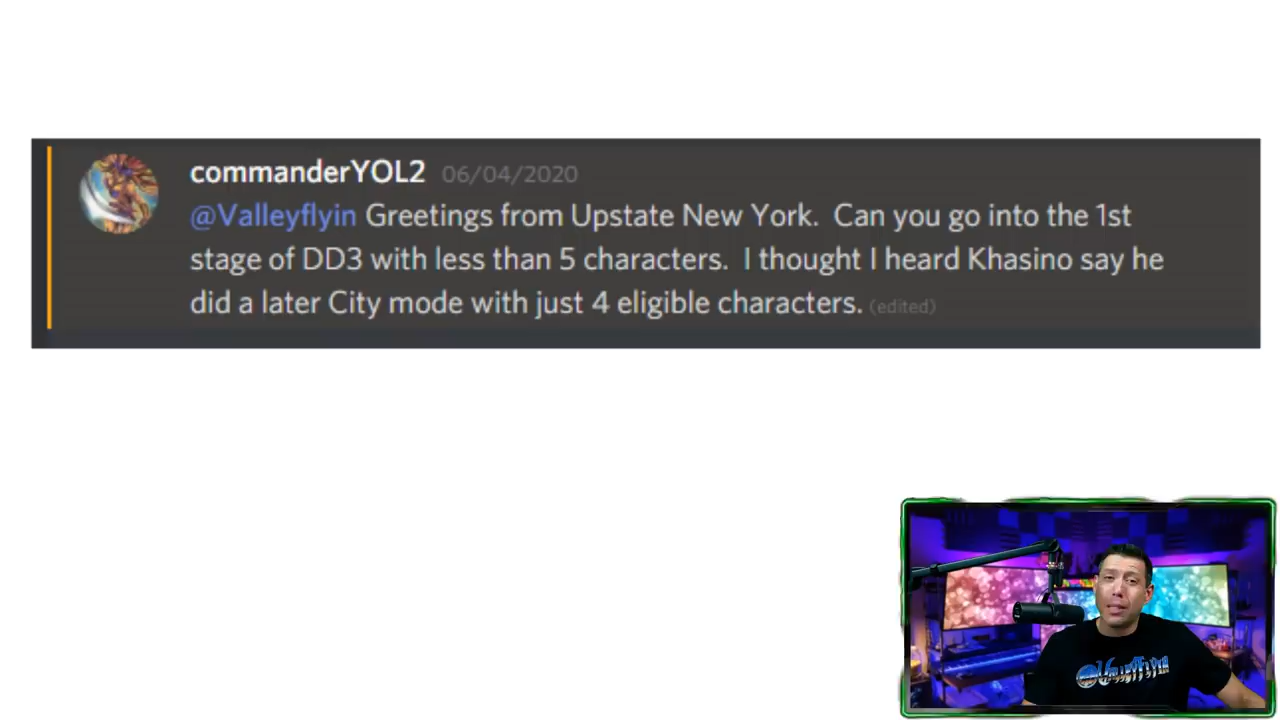 commanderYOL2 06/04/2020
@Valleyflyin Greetings from Upstate New York.  Can you go into the 1st
stage of DD3 with less than 5 characters.  I thought I heard Khasino say he
did a later City mode with just 4 eligible characters. (edited)
VALLEYFLYIN